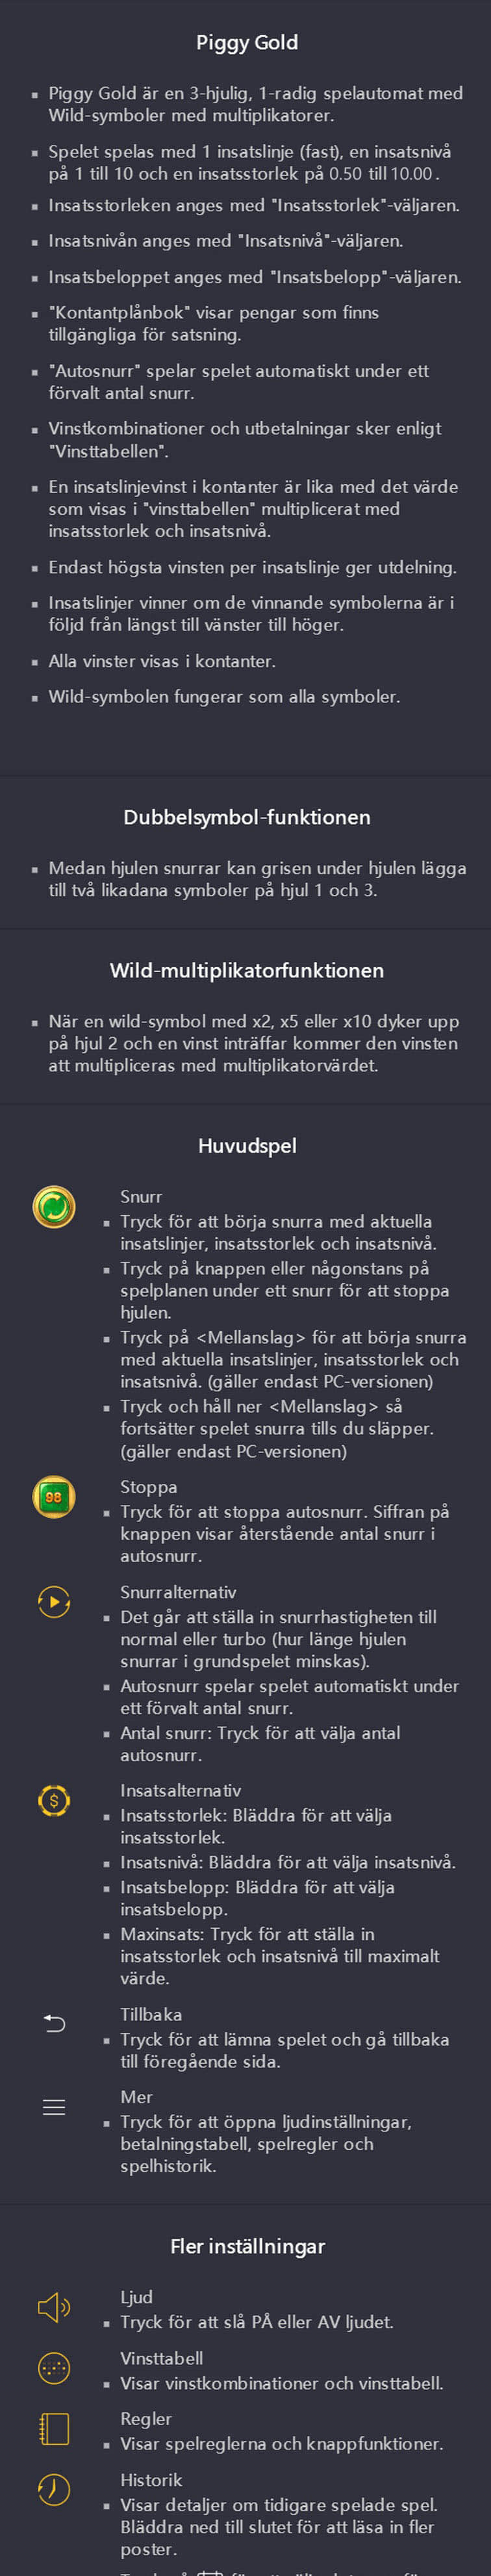 Piggy Gold
▪ Piggy Gold är en 3-hjulig, 1-radig spelautomat med
Wild-symboler med multiplikatorer.
▪ Spelet spelas med 1 insatslinje (fast), en insatsnivå
på 1 till 10 och en insatsstorlek på 0.50 till 10.00 .
▪ Insatsstorleken anges med "Insatsstorlek"-väljaren.
▪ Insatsnivån anges med "Insatsnivå"-väljaren.
▪ Insatsbeloppet anges med "Insatsbelopp"-väljaren.
▪ "Kontantplånbok" visar pengar som finns
tillgängliga för satsning.
▪ "Autosnurr" spelar spelet automatiskt under ett
förvalt antal snurr.
▪ Vinstkombinationer och utbetalningar sker enligt
"Vinsttabellen".
▪ En insatslinjevinst i kontanter är lika med det värde
som visas i "vinsttabellen" multiplicerat med
insatsstorlek och insatsnivå.
▪ Endast högsta vinsten per insatslinje ger utdelning.
▪ Insatslinjer vinner om de vinnande symbolerna är i
följd från längst till vänster till höger.
▪ Alla vinster visas i kontanter.
▪ Wild-symbolen fungerar som alla symboler.
Dubbelsymbol-funktionen
▪ Medan hjulen snurrar kan grisen under hjulen lägga
till två likadana symboler på hjul 1 och 3.
Wild-multiplikatorfunktionen
▪ När en wild-symbol med x2, x5 eller x10 dyker upp
på hjul 2 och en vinst inträffar kommer den vinsten
att multipliceras med multiplikatorvärdet.
Huvudspel
Snurr
▪ Tryck för att börja snurra med aktuella
insatslinjer, insatsstorlek och insatsnivå.
▪ Tryck på knappen eller någonstans på
spelplanen under ett snurr för att stoppa
hjulen.
▪ Tryck på <Mellanslag> för att börja snurra
med aktuella insatslinjer, insatsstorlek och
insatsnivå. (gäller endast PC-versionen)
▪ Tryck och håll ner <Mellanslag> så
fortsätter spelet snurra tills du släpper.
(gäller endast PC-versionen)
98
Stoppa
▪ Tryck för att stoppa autosnurr. Siffran på
knappen visar återstående antal snurr i
autosnurr.
Snurralternativ
▪ Det går att ställa in snurrhastigheten till
normal eller turbo (hur länge hjulen
snurrar i grundspelet minskas).
▪ Autosnurr spelar spelet automatiskt under
ett förvalt antal snurr.
▪ Antal snurr: Tryck för att välja antal
autosnurr.
$
Insatsalternativ
▪ Insatsstorlek: Bläddra för att välja
insatsstorlek.
▪ Insatsnivå: Bläddra för att välja insatsnivå.
▪ Insatsbelopp: Bläddra för att välja
insatsbelopp.
▪ Maxinsats: Tryck för att ställa in
insatsstorlek och insatsnivå till maximalt
värde.
Tillbaka
▪ Tryck för att lämna spelet och gå tillbaka
till föregående sida.
Mer
▪ Tryck för att öppna ljudinställningar,
betalningstabell, spelregler och
spelhistorik.
Fler inställningar
Ljud
▪ Tryck för att slå PÅ eller AV ljudet.
Vinsttabell
▪ Visar vinstkombinationer och vinsttabell.
Regler
▪ Visar spelreglerna och knappfunktioner.
Historik
▪ Visar detaljer om tidigare spelade spel.
Bläddra ned till slutet för att läsa in fler
poster.